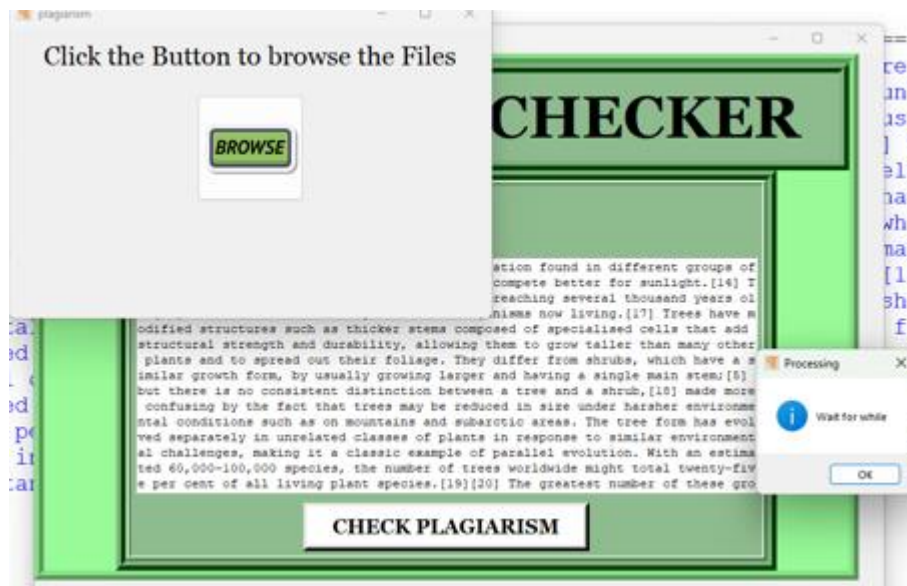 plagiarism
Click the Button to browse the Files
BROWSE
CHECKER
ation found in different groups of
compete better for sunlight.[14] T
reaching several thousand years ol
nisms now living.[17] Trees have m
odified structures such as thicker stems composed of specialised cells that add
structural strength and durability, allowing them to grow taller than many other
plants and to spread out their foliage. They differ from shrubs, which have a s
imilar growth form, by usually growing larger and having a single main stem;[5]
but there is no consistent distinction between a tree and a shrub,[18] made more
confusing by the fact that trees may be reduced in size under harsher environme
ntal conditions such as on mountains and subarctic areas. The tree form has evol
ved separately in unrelated classes of plants in response to similar environment
al challenges, making it a classic example of parallel evolution. With an estima
ted 60,000-100,000 species, the number of trees worldwide might total twenty-fiv
e per cent of all living plant species.[19][20] The greatest number of these gro
CHECK PLAGIARISM
Processing
Wait for while
OK